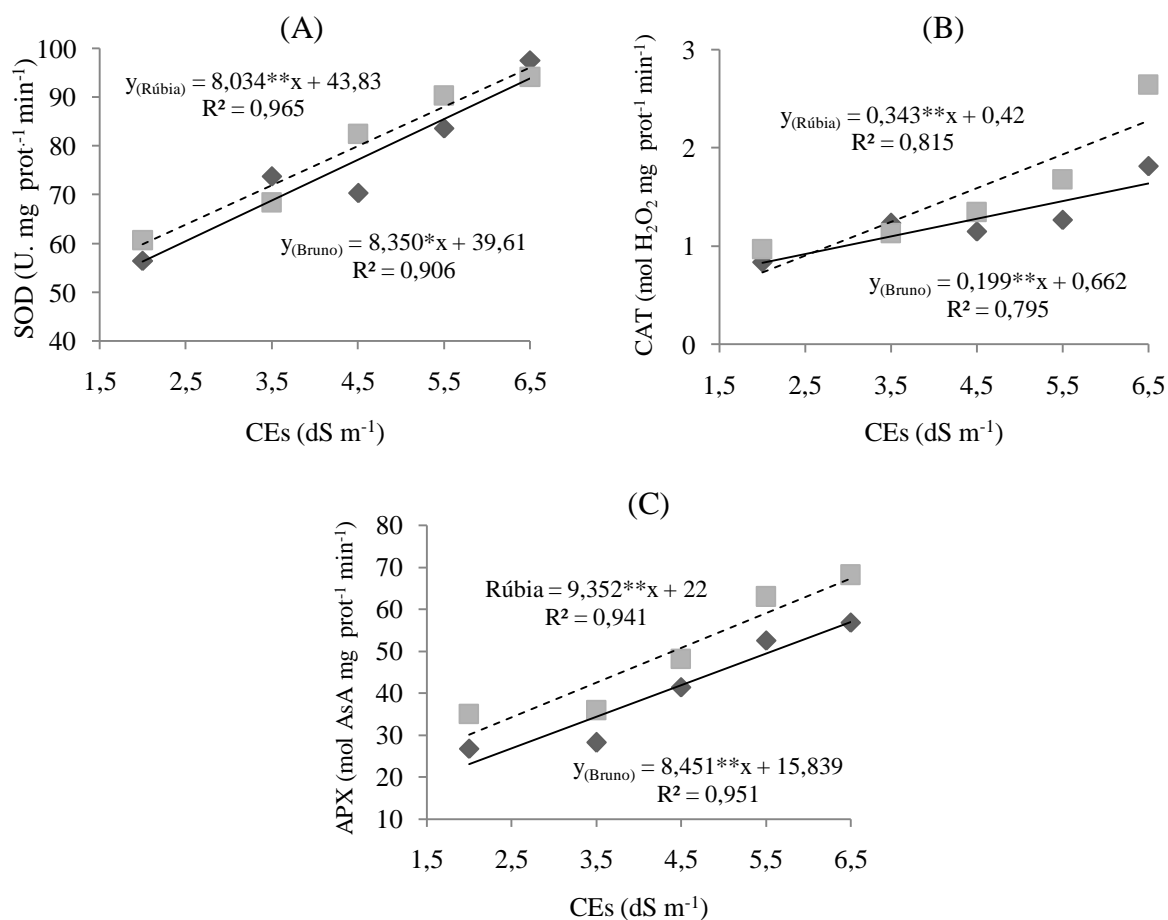 (A)
SOD (U. mg prot⁻¹ min⁻¹)
100
90
80
70
60
50
40
y(Rúbia) = 8,034**x + 43,83
R² = 0,965
y(Bruno) = 8,350*x + 39,61
R² = 0,906
1,5 2,5 3,5 4,5 5,5 6,5
CEs (dS m⁻¹)
(B)
CAT (mol H₂O₂ mg prot⁻¹ min⁻¹)
3
2
1
0
y(Rúbia) = 0,343**x + 0,42
R² = 0,815
y(Bruno) = 0,199**x + 0,662
R² = 0,795
1,5 2,5 3,5 4,5 5,5 6,5
CEs (dS m⁻¹)
(C)
APX (mol AsA mg prot⁻¹ min⁻¹)
80
70
60
50
40
30
20
10
Rúbia = 9,352**x + 22
R² = 0,941
y(Bruno) = 8,451**x + 15,839
R² = 0,951
1,5 2,5 3,5 4,5 5,5 6,5
CEs (dS m⁻¹)